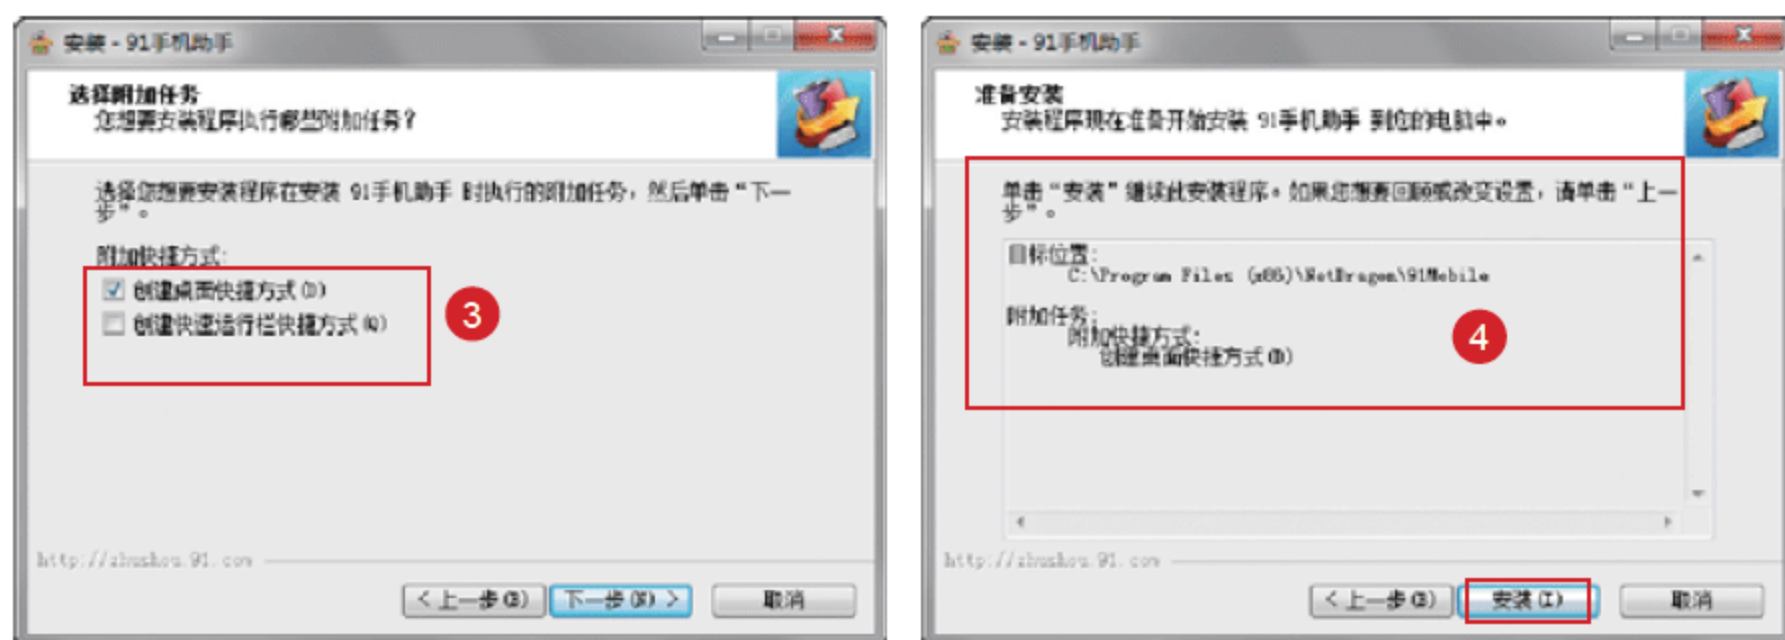 安装 - 91手机助手
选择附加任务
您想要安装程序执行哪些附加任务？
选择您想要安装程序在安装 91手机助手 时执行的附加任务，然后单击“下一
步”。
附加快捷方式:
创建桌面快捷方式(D)
创建快速运行栏快捷方式(Q)
3
http://zhushou.91.com
< 上一步(B)
下一步(N) >
取消
安装 - 91手机助手
准备安装
安装程序现在准备开始安装 91手机助手 到您的电脑中。
单击“安装”继续此安装程序。如果您想要回顾或改变设置，请单击“上一
步”。
目标位置:
C:\Program Files (x86)\NetDragon\91Mobile
附加任务:
附加快捷方式:
创建桌面快捷方式(D)
4
http://zhushou.91.com
< 上一步(B)
安装(I)
取消